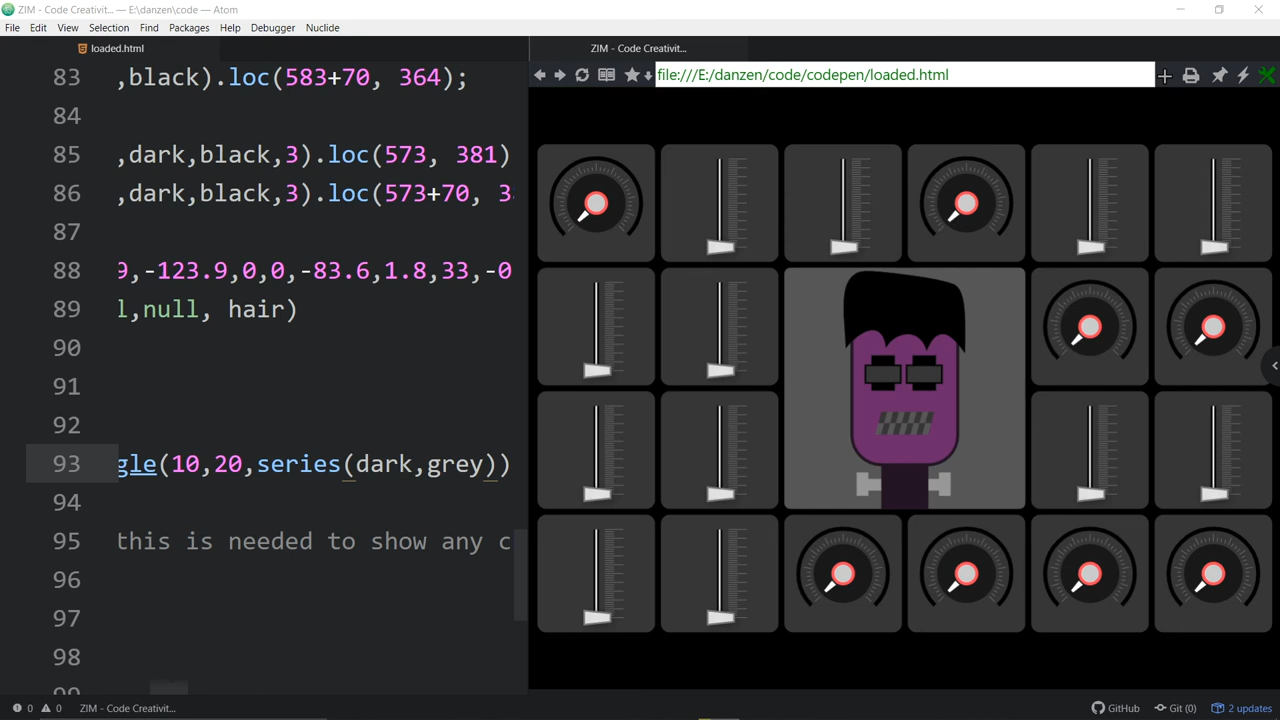 ZIM - Code Creativit... — E:\danzen\code — Atom
File Edit View Selection Find Packages Help Debugger Nuclide
loaded.html
ZIM - Code Creativit...
file:///E:/danzen/code/codepen/loaded.html
83 ,black).loc(583+70, 364);
84
85 ,dark,black,3).loc(573, 381)
86 ,dark,black,3).loc(573+70, 3
87
88 ,-123.9,0,0,-83.6,1.8,33,-0
89 l,null, hair)
90
91
92
93 gle(10,20,series(dark,grey))
94
95 this is needed to show any c
96
97
98
99
0 0 ZIM - Code Creativit... GitHub Git (0) 2 updates